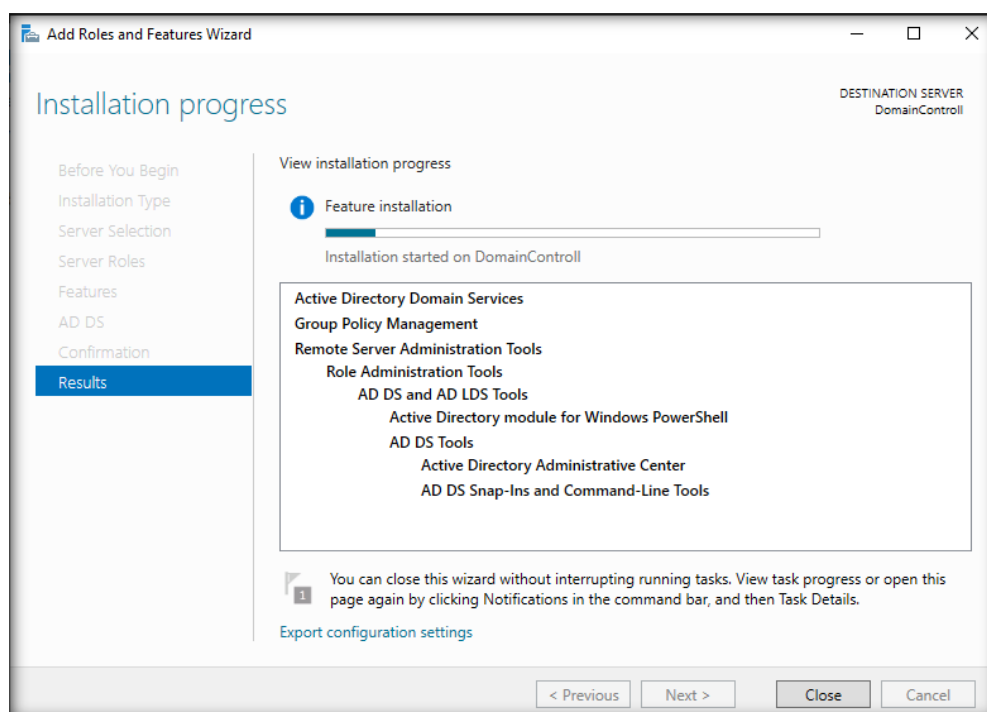 Add Roles and Features Wizard
Installation progress
DESTINATION SERVER
DomainControll
Before You Begin
Installation Type
Server Selection
Server Roles
Features
AD DS
Confirmation
Results
View installation progress
Feature installation
Installation started on DomainControll
Active Directory Domain Services
Group Policy Management
Remote Server Administration Tools
Role Administration Tools
AD DS and AD LDS Tools
Active Directory module for Windows PowerShell
AD DS Tools
Active Directory Administrative Center
AD DS Snap-Ins and Command-Line Tools
1
You can close this wizard without interrupting running tasks. View task progress or open this
page again by clicking Notifications in the command bar, and then Task Details.
Export configuration settings
< Previous
Next >
Close
Cancel